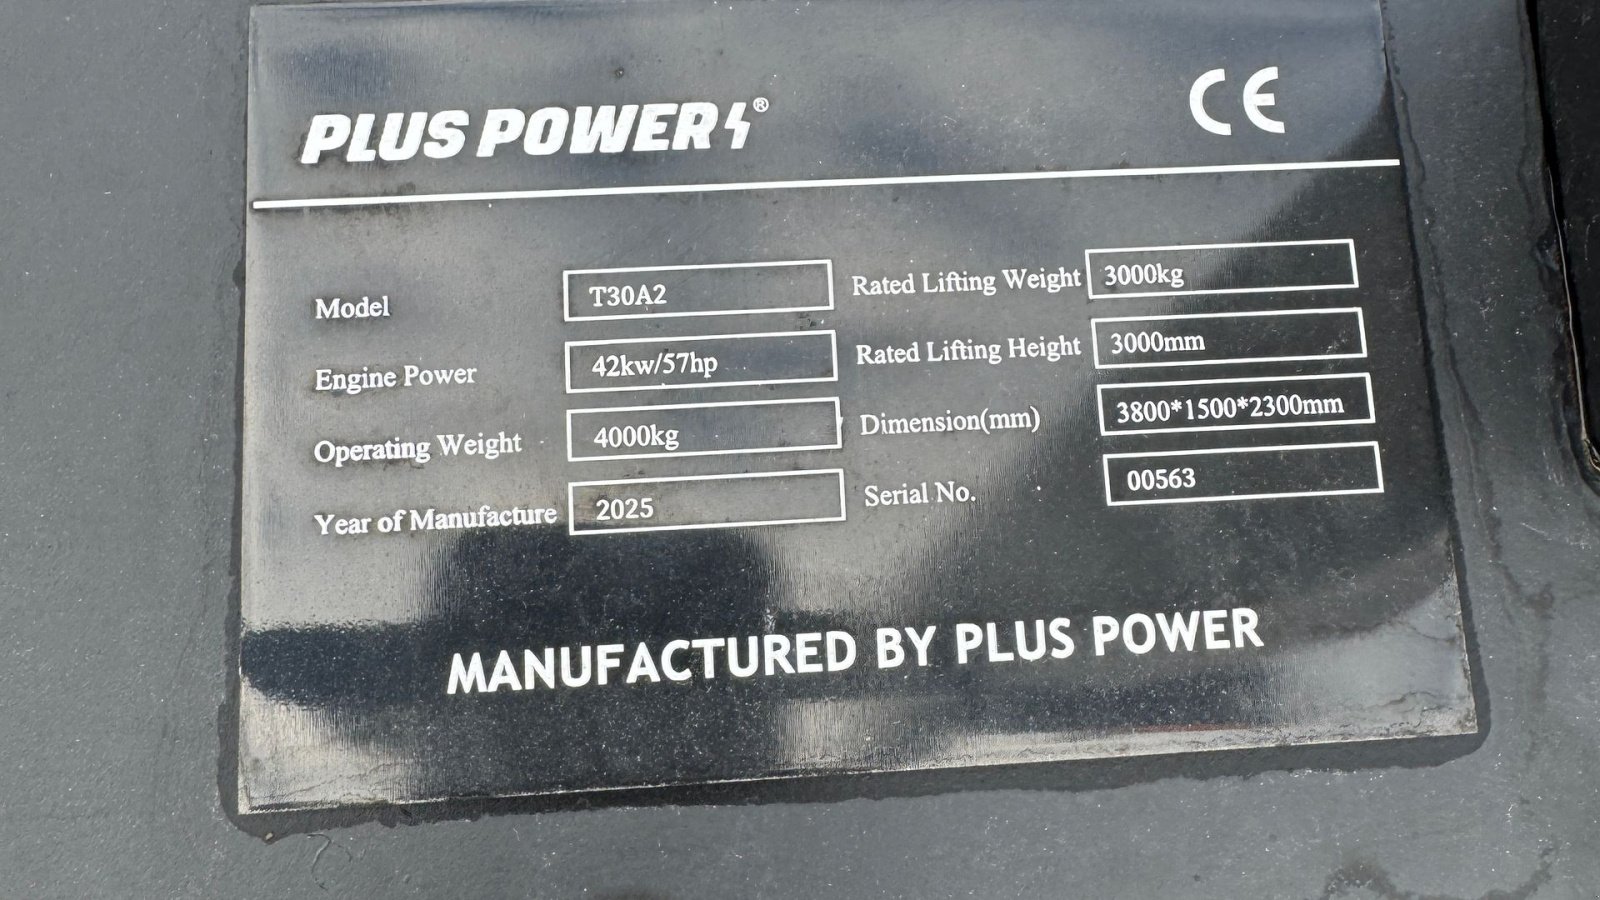 PLUS POWER®
CE
Model T30A2 Rated Lifting Weight 3000kg
Engine Power 42kw/57hp Rated Lifting Height 3000mm
Operating Weight 4000kg Dimension(mm) 3800*1500*2300mm
Year of Manufacture 2025 Serial No. 00563
MANUFACTURED BY PLUS POWER